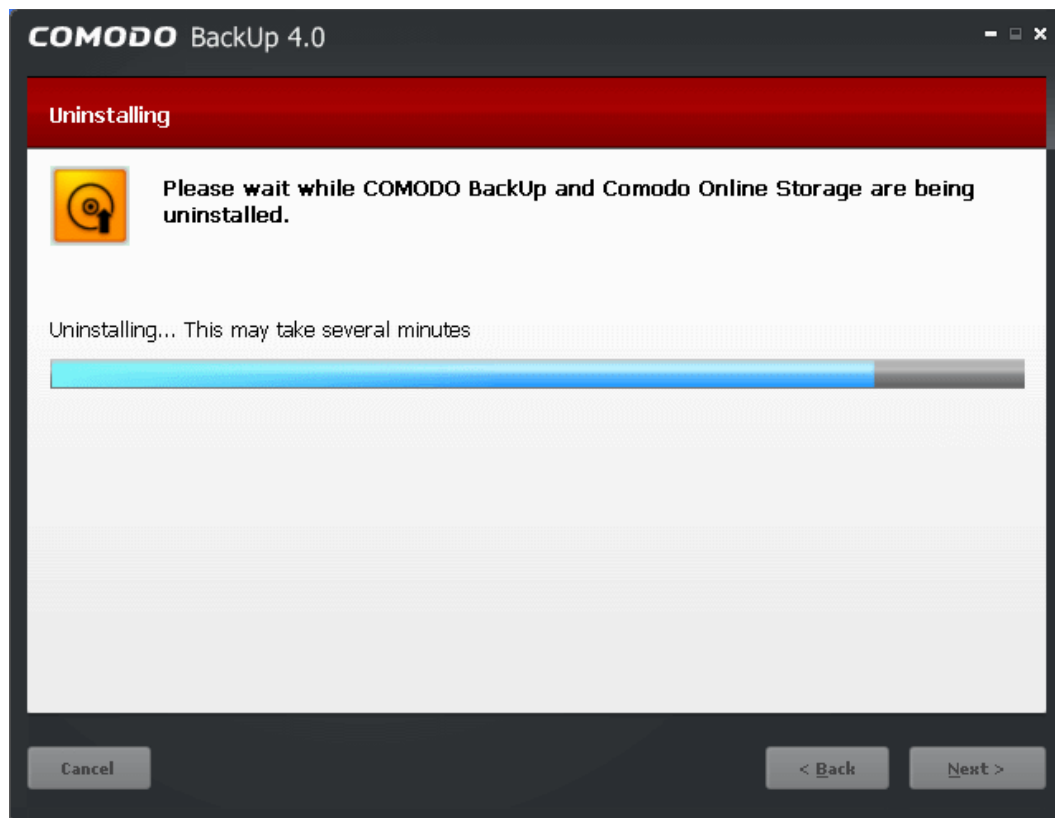 COMODO BackUp 4.0
Uninstalling
Please wait while COMODO BackUp and Comodo Online Storage are being
uninstalled.
Uninstalling... This may take several minutes
Cancel
< Back
Next >